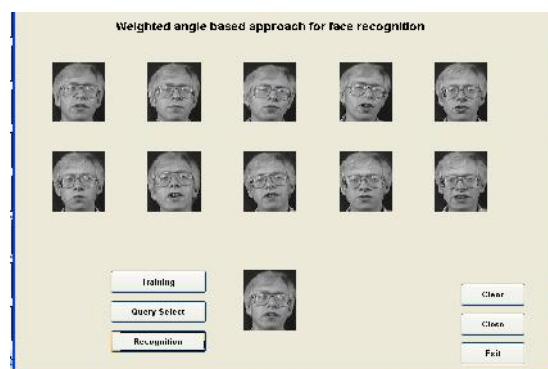 Weighted angle based approach for face recognition
Training
Query Select
Recognition
Clear
Close
Exit